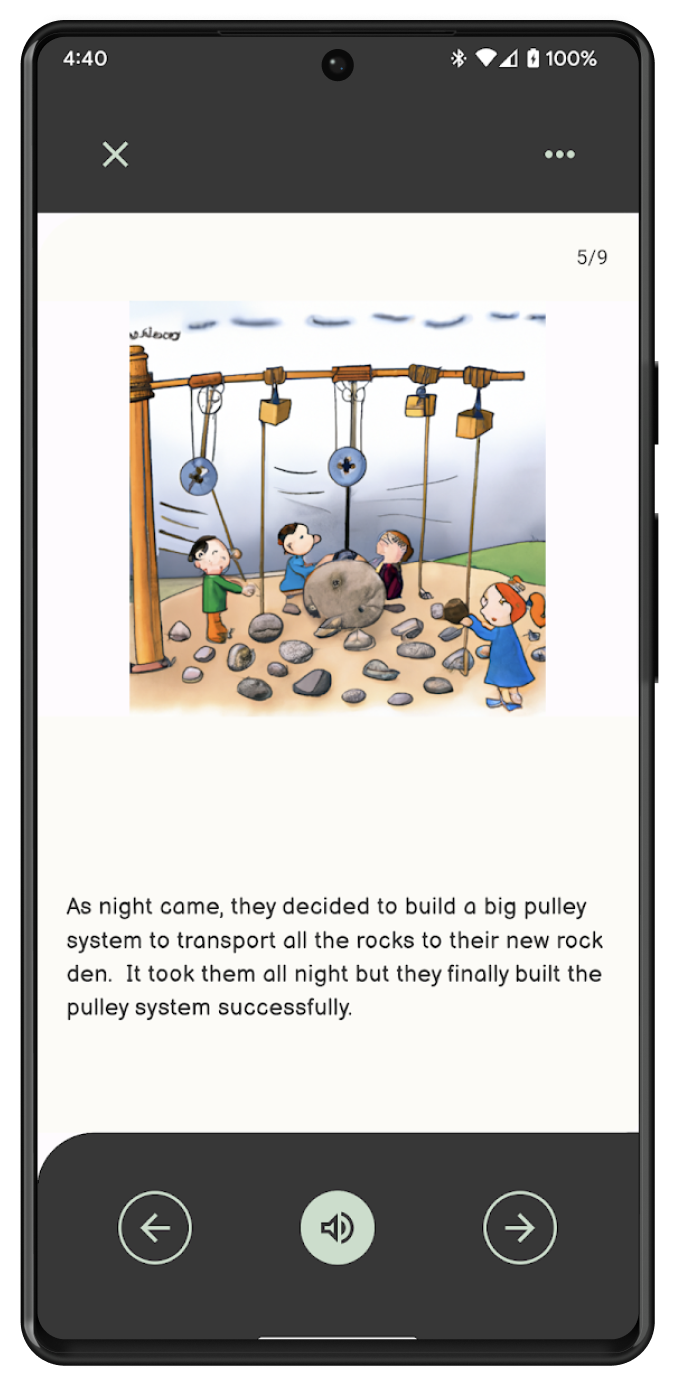 4:40
100%
5/9
As night came, they decided to build a big pulley
system to transport all the rocks to their new rock
den.  It took them all night but they finally built the
pulley system successfully.